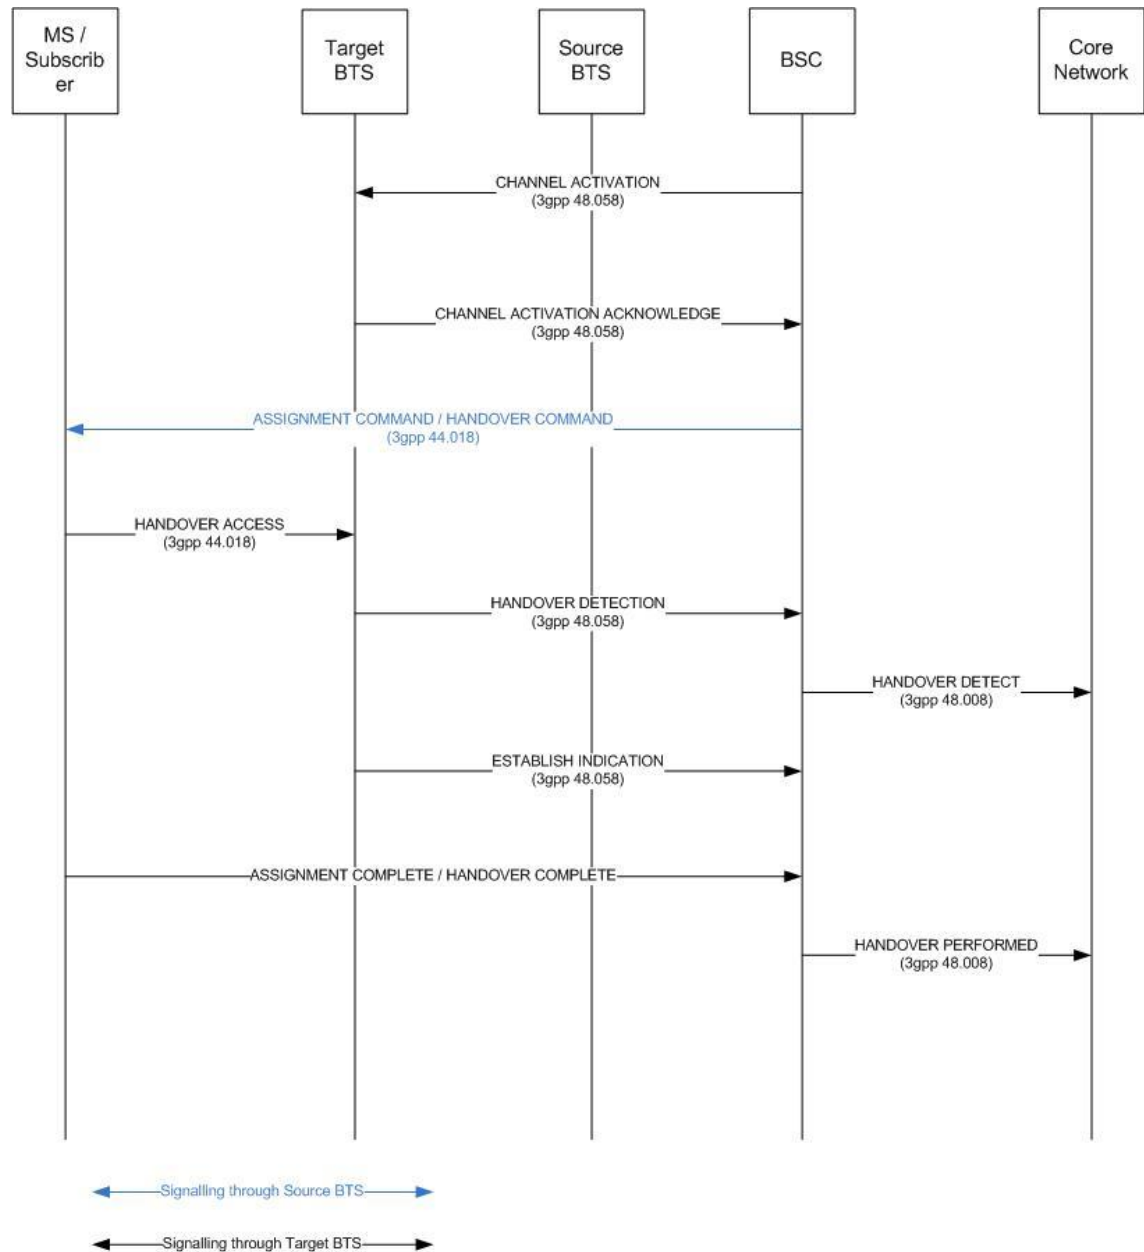 MS /
Subscrib
er
Target
BTS
Source
BTS
BSC
Core
Network
CHANNEL ACTIVATION
(3gpp 48.058)
CHANNEL ACTIVATION ACKNOWLEDGE
(3gpp 48.058)
ASSIGNMENT COMMAND / HANDOVER COMMAND
(3gpp 44.018)
HANDOVER ACCESS
(3gpp 44.018)
HANDOVER DETECTION
(3gpp 48.058)
HANDOVER DETECT
(3gpp 48.008)
ESTABLISH INDICATION
(3gpp 48.058)
ASSIGNMENT COMPLETE / HANDOVER COMPLETE
HANDOVER PERFORMED
(3gpp 48.008)
Signalling through Source BTS
Signalling through Target BTS